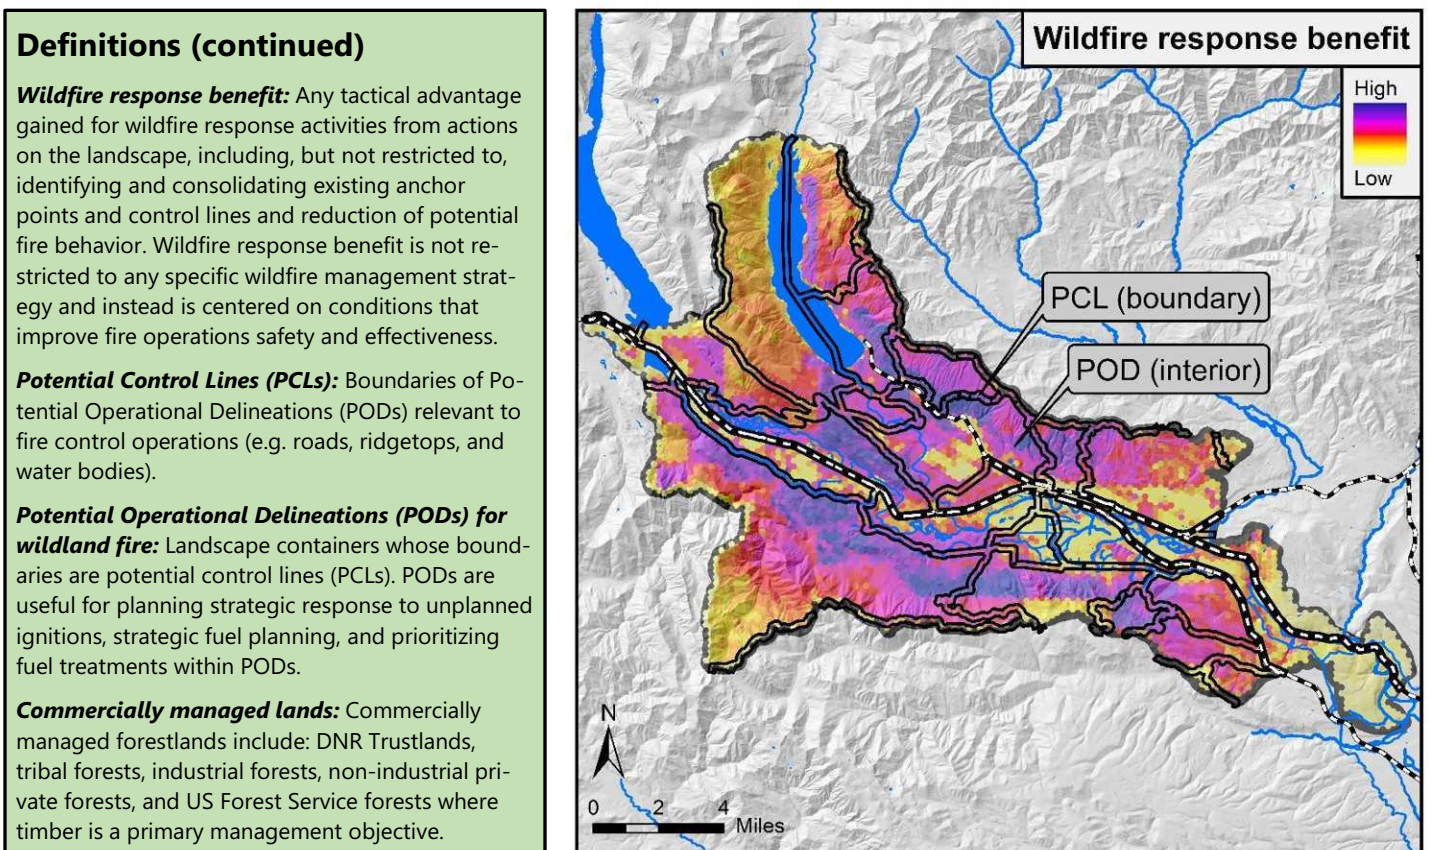 Definitions (continued)
Wildfire response benefit: Any tactical advantage
gained for wildfire response activities from actions
on the landscape, including, but not restricted to,
identifying and consolidating existing anchor
points and control lines and reduction of potential
fire behavior. Wildfire response benefit is not re-
stricted to any specific wildfire management strat-
egy and instead is centered on conditions that
improve fire operations safety and effectiveness.
Potential Control Lines (PCLs): Boundaries of Po-
tential Operational Delineations (PODs) relevant to
fire control operations (e.g. roads, ridgetops, and
water bodies).
Potential Operational Delineations (PODs) for
wildland fire: Landscape containers whose bound-
aries are potential control lines (PCLs). PODs are
useful for planning strategic response to unplanned
ignitions, strategic fuel planning, and prioritizing
fuel treatments within PODs.
Commercially managed lands: Commercially
managed forestlands include: DNR Trustlands,
tribal forests, industrial forests, non-industrial pri-
vate forests, and US Forest Service forests where
timber is a primary management objective.
Wildfire response benefit
High
Low
PCL (boundary)
POD (interior)
N
0 2 4
Miles